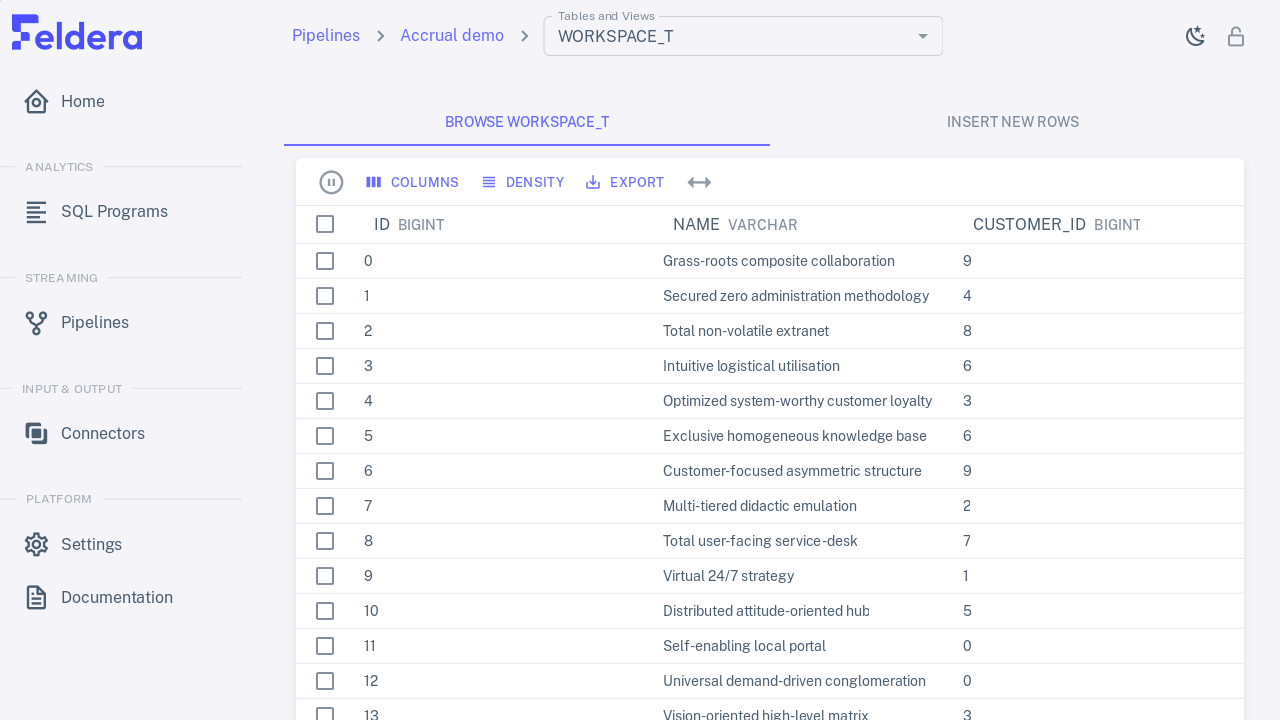 Feldera
Pipelines
Accrual demo
Tables and Views
WORKSPACE_T
Home
ANALYTICS
SQL Programs
STREAMING
Pipelines
INPUT & OUTPUT
Connectors
PLATFORM
Settings
Documentation
BROWSE WORKSPACE_T
INSERT NEW ROWS
COLUMNS DENSITY EXPORT
ID BIGINT NAME VARCHAR CUSTOMER_ID BIGINT
0 Grass-roots composite collaboration 9
1 Secured zero administration methodology 4
2 Total non-volatile extranet 8
3 Intuitive logistical utilisation 6
4 Optimized system-worthy customer loyalty 3
5 Exclusive homogeneous knowledge base 6
6 Customer-focused asymmetric structure 9
7 Multi-tiered didactic emulation 2
8 Total user-facing service-desk 7
9 Virtual 24/7 strategy 1
10 Distributed attitude-oriented hub 5
11 Self-enabling local portal 0
12 Universal demand-driven conglomeration 0
13 Vision-oriented high-level matrix 3